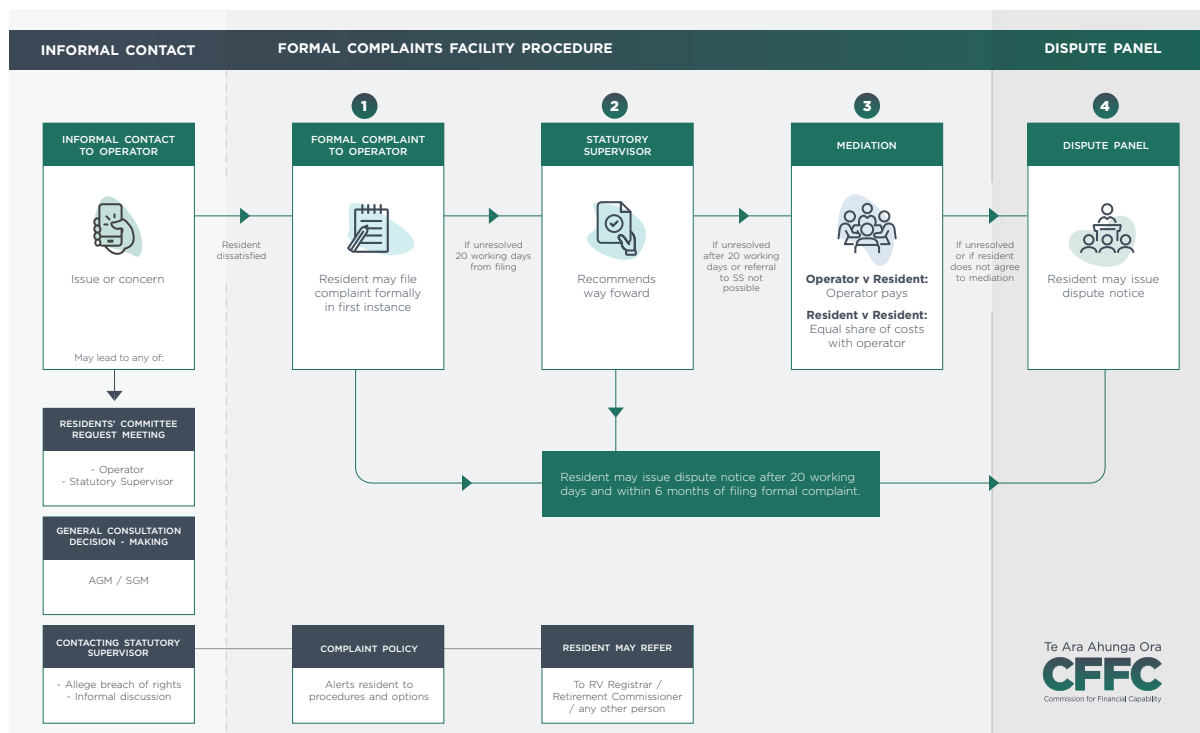 INFORMAL CONTACT
FORMAL COMPLAINTS FACILITY PROCEDURE
DISPUTE PANEL
1
2
3
4
INFORMAL CONTACT
TO OPERATOR
Issue or concern
May lead to any of:
Resident
dissatisfied
FORMAL COMPLAINT
TO OPERATOR
Resident may file
complaint formally
in first instance
If unresolved
20 working days
from filing
STATUTORY
SUPERVISOR
Recommends
way foward
If unresolved
after 20 working
days or referral
to SS not
possible
MEDIATION
Operator v Resident:
Operator pays
Resident v Resident:
Equal share of costs
with operator
If unresolved
or if resident
does not agree
to mediation
DISPUTE PANEL
Resident may issue
dispute notice
RESIDENTS' COMMITTEE
REQUEST MEETING
- Operator
- Statutory Supervisor
Resident may issue dispute notice after 20 working
days and within 6 months of filing formal complaint.
GENERAL CONSULTATION
DECISION - MAKING
AGM / SGM
CONTACTING STATUTORY
SUPERVISOR
- Allege breach of rights
- Informal discussion
COMPLAINT POLICY
Alerts resident to
procedures and options
RESIDENT MAY REFER
To RV Registrar /
Retirement Commissioner
/ any other person
Te Ara Ahunga Ora
CFFC
Commission for Financial Capability